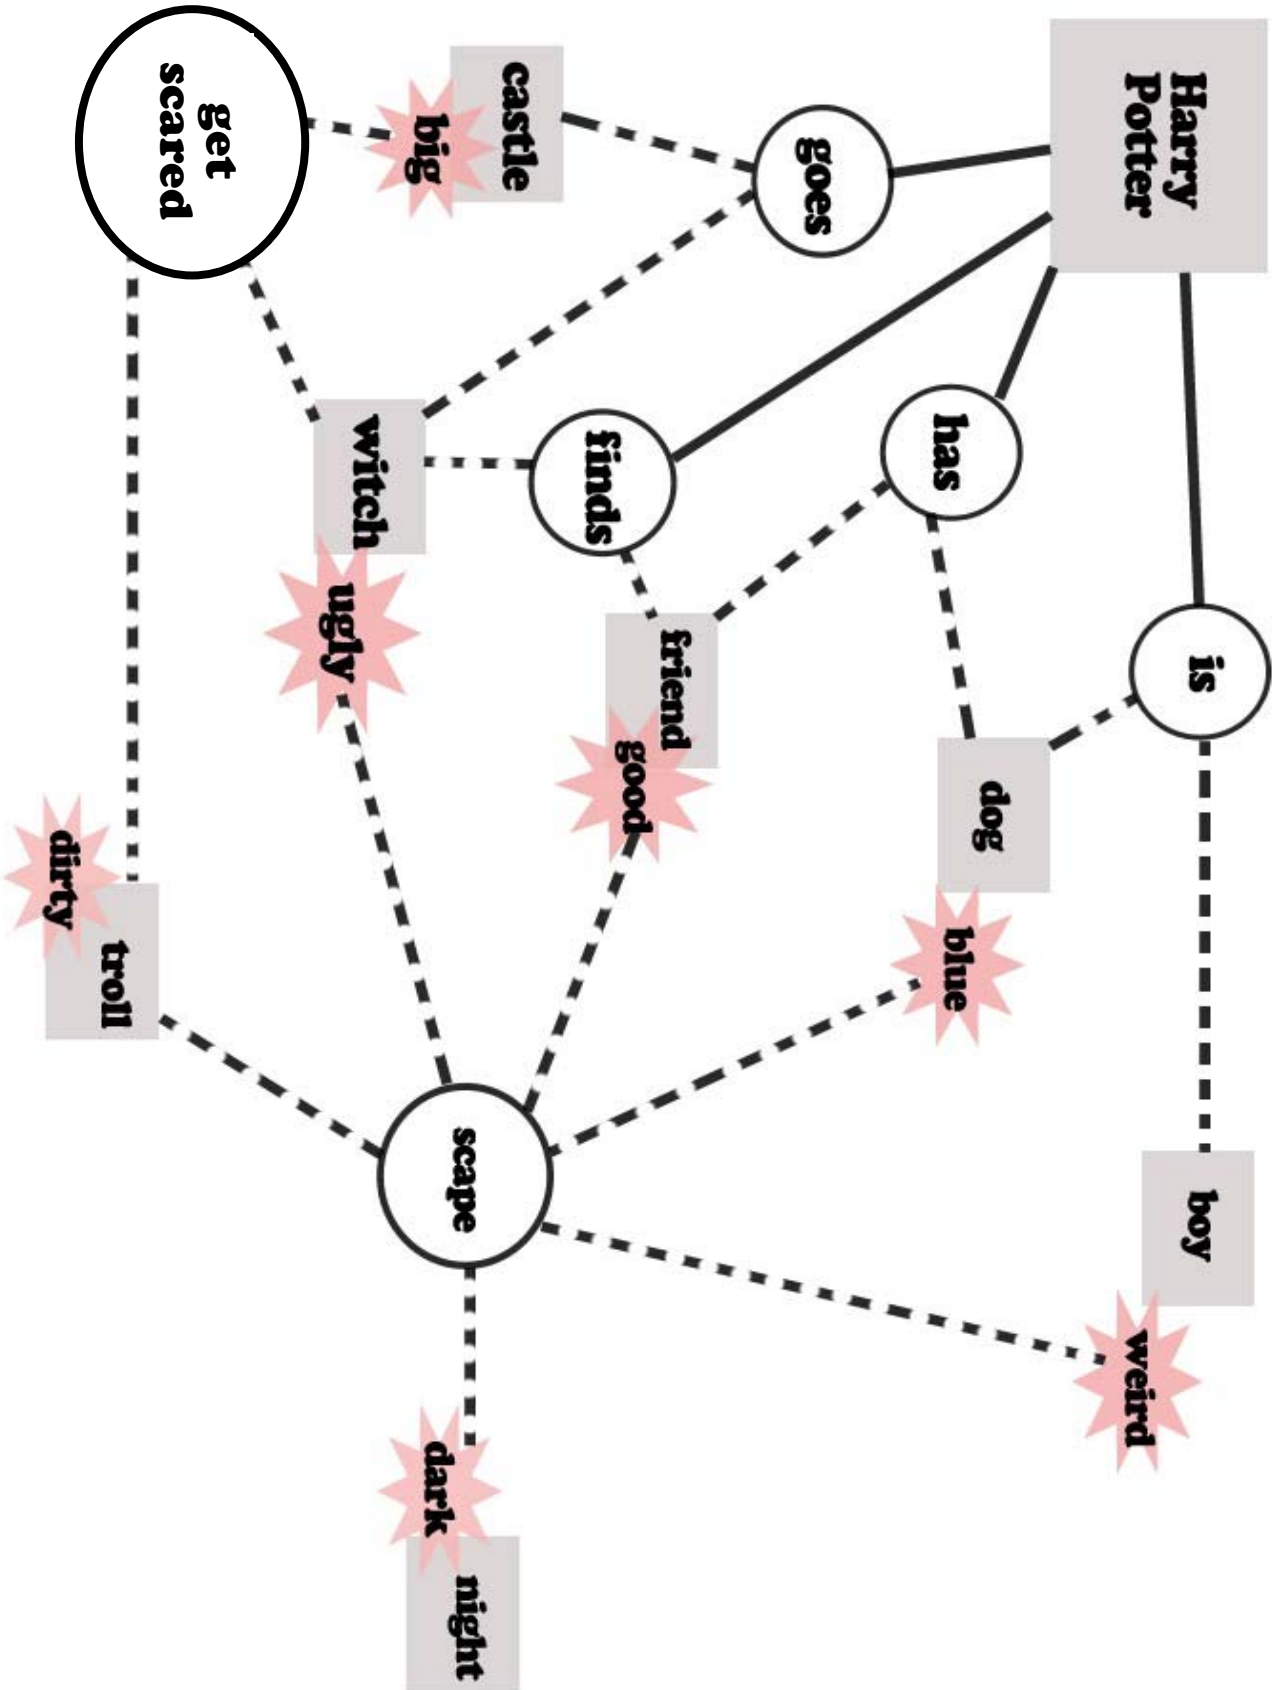 Harry
Potter
is
boy
weird
has
dog
blue
goes
finds
friend
good
castle
big
witch
ugly
scape
dark
night
get
scared
dirty
troll